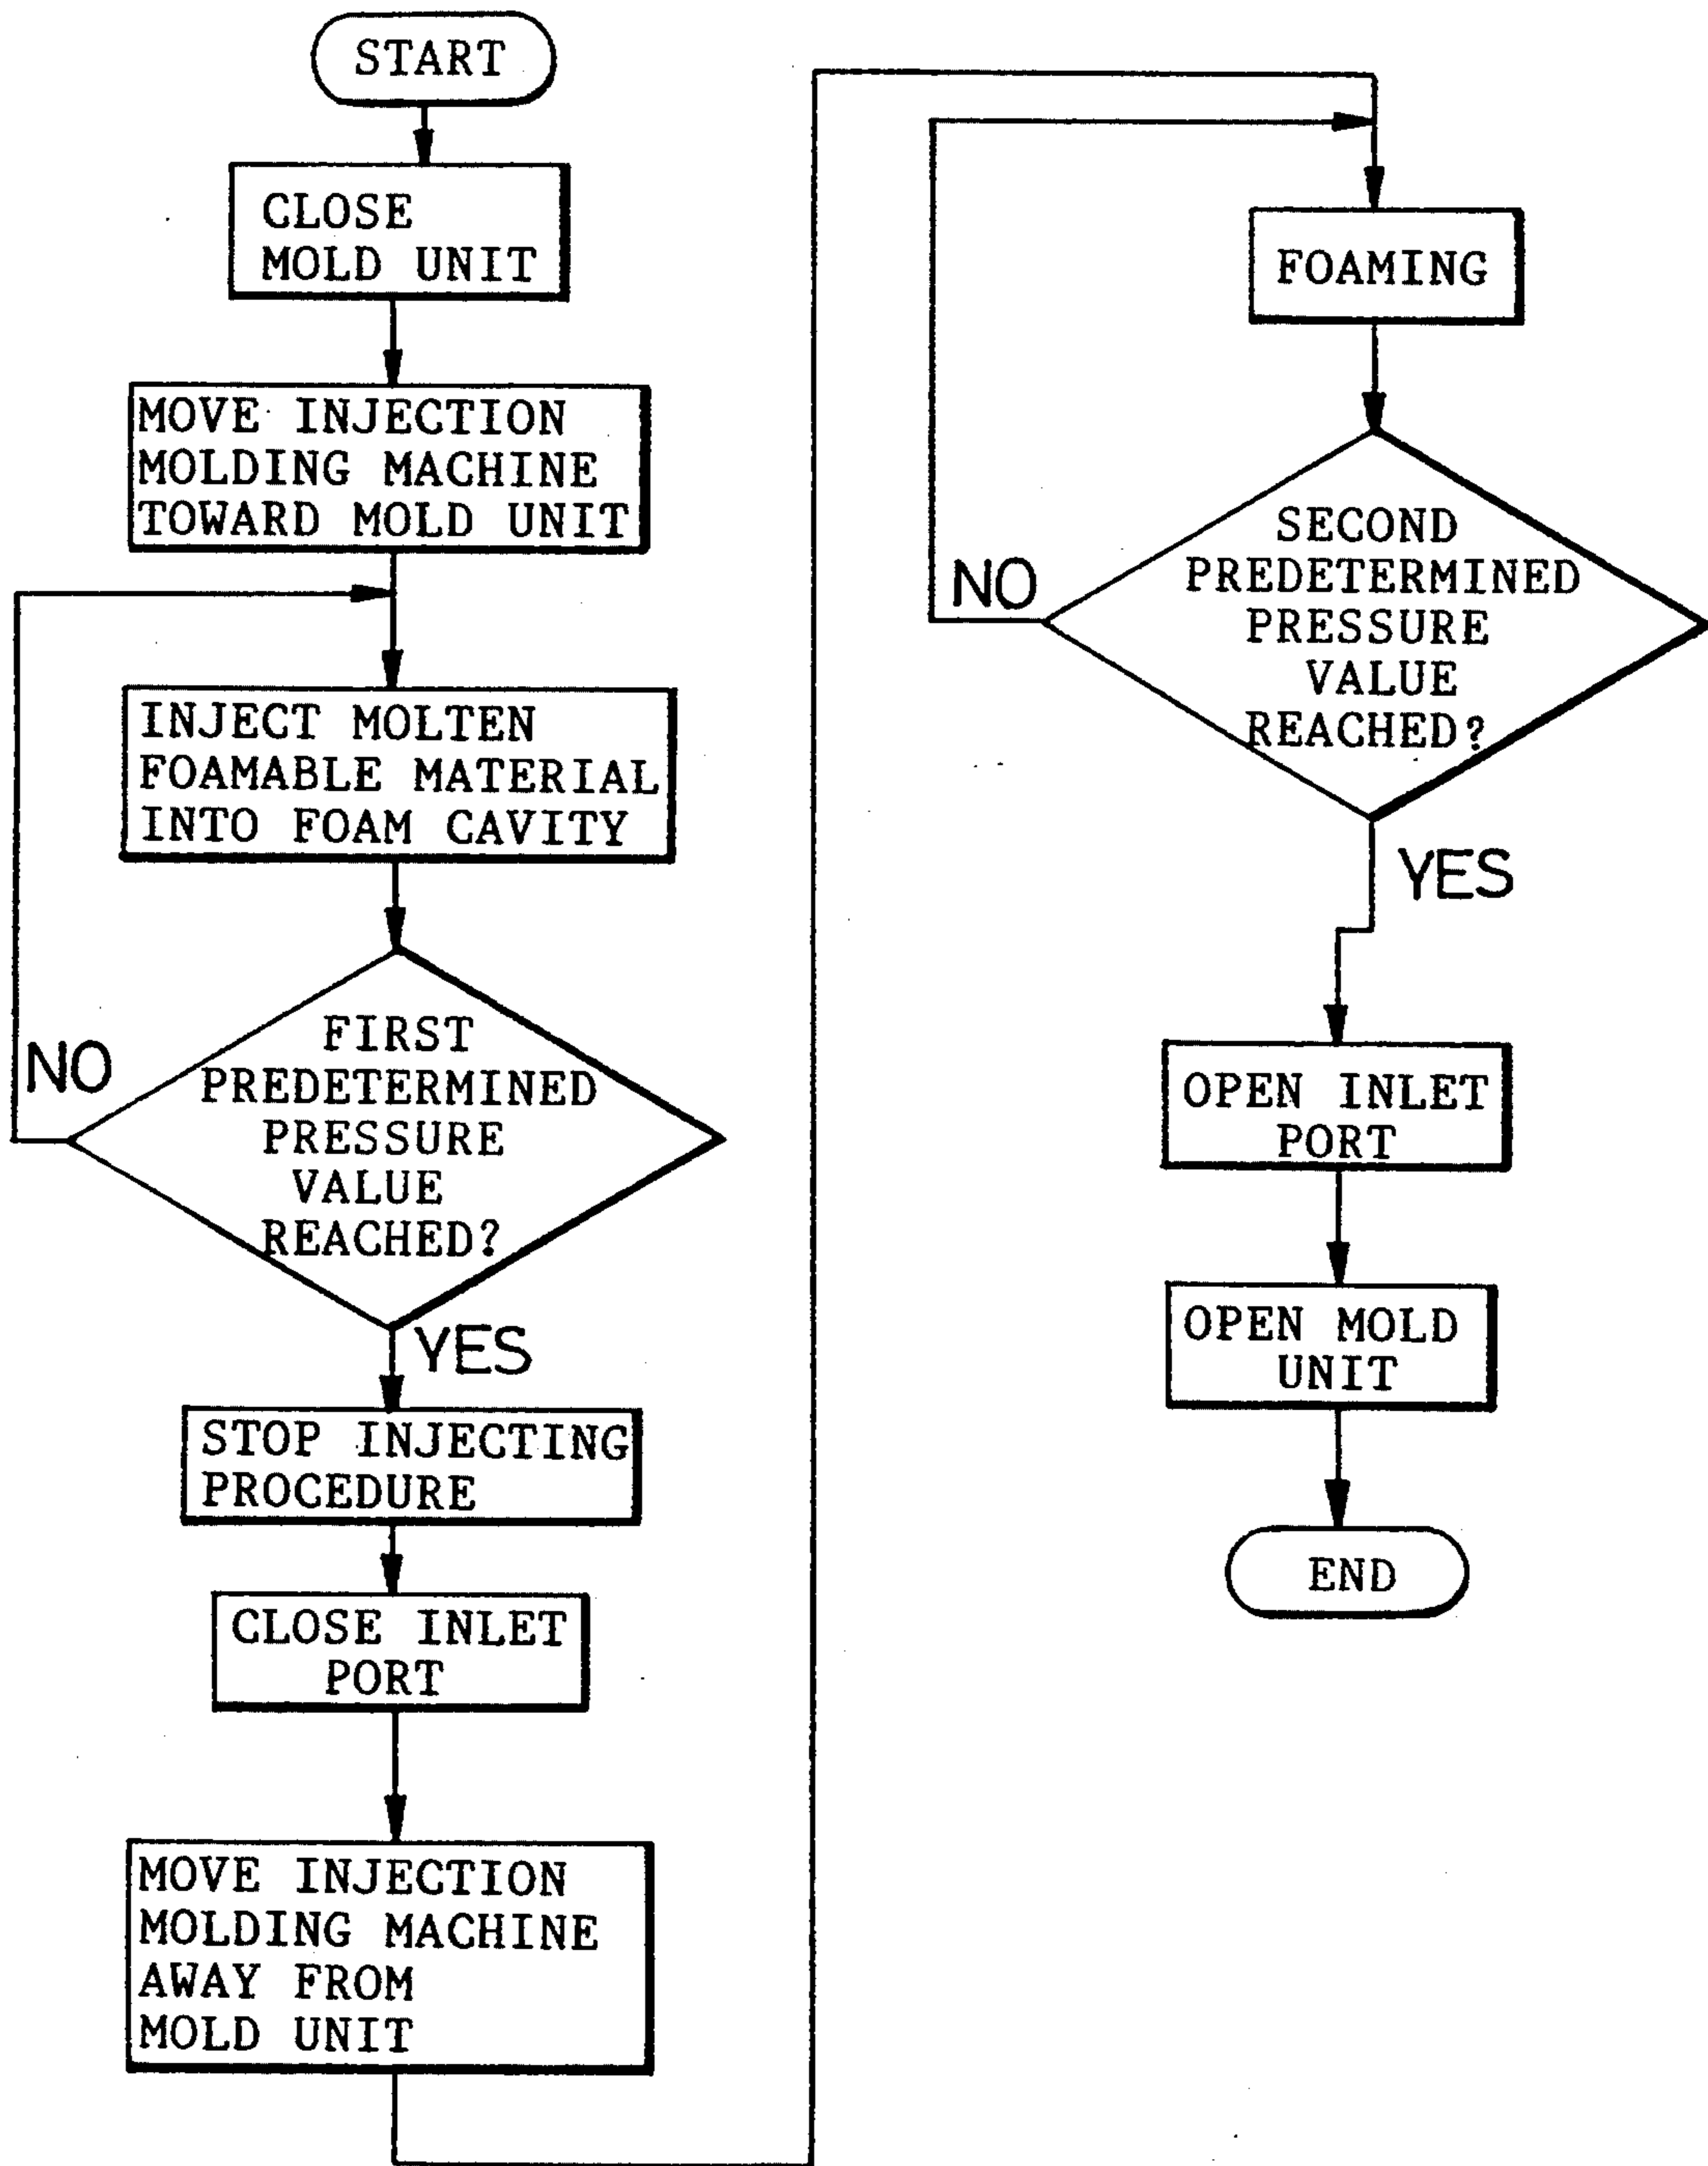 START
CLOSE
MOLD UNIT
MOVE INJECTION
MOLDING MACHINE
TOWARD MOLD UNIT
INJECT MOLTEN
FOAMABLE MATERIAL
INTO FOAM CAVITY
FIRST
PREDETERMINED
PRESSURE
VALUE
REACHED?
NO
YES
STOP INJECTING
PROCEDURE
CLOSE INLET
PORT
MOVE INJECTION
MOLDING MACHINE
AWAY FROM
MOLD UNIT
FOAMING
SECOND
PREDETERMINED
PRESSURE
VALUE
REACHED?
NO
YES
OPEN INLET
PORT
OPEN MOLD
UNIT
END